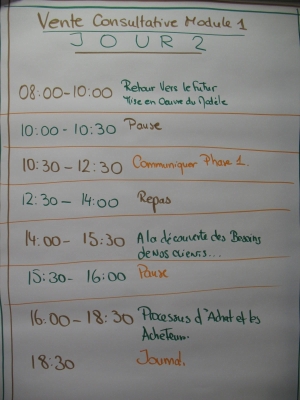 Vente Consultative Module 1
JOUR 2
08:00-10:00 Retour Vers le Futur
Mise en Oeuvre du Modèle
10:00 - 10:30 Pause
10:30 - 12:30 Communiquer Phase 1.
12:30 - 14:00 Repas
14:00 - 15:30 A la découverte des Besoins
de Nos clients...
15:30 - 16:00 Pause
16:00 - 18:30 Processus d'Achat et les
Acheteurs.
18:30 Journal.